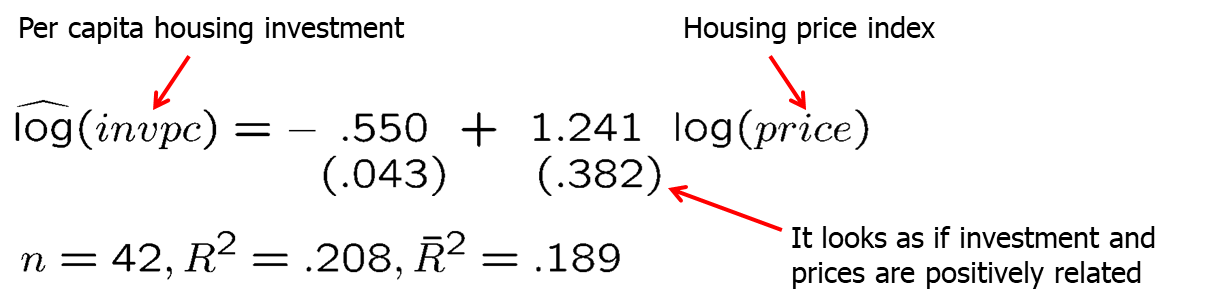 Per capita housing investment
Housing price index
\widehat{log}(invpc) = − .550 + 1.241 log(price)
(.043) (.382)
n = 42, R² = .208, R̄² = .189
It looks as if investment and
prices are positively related